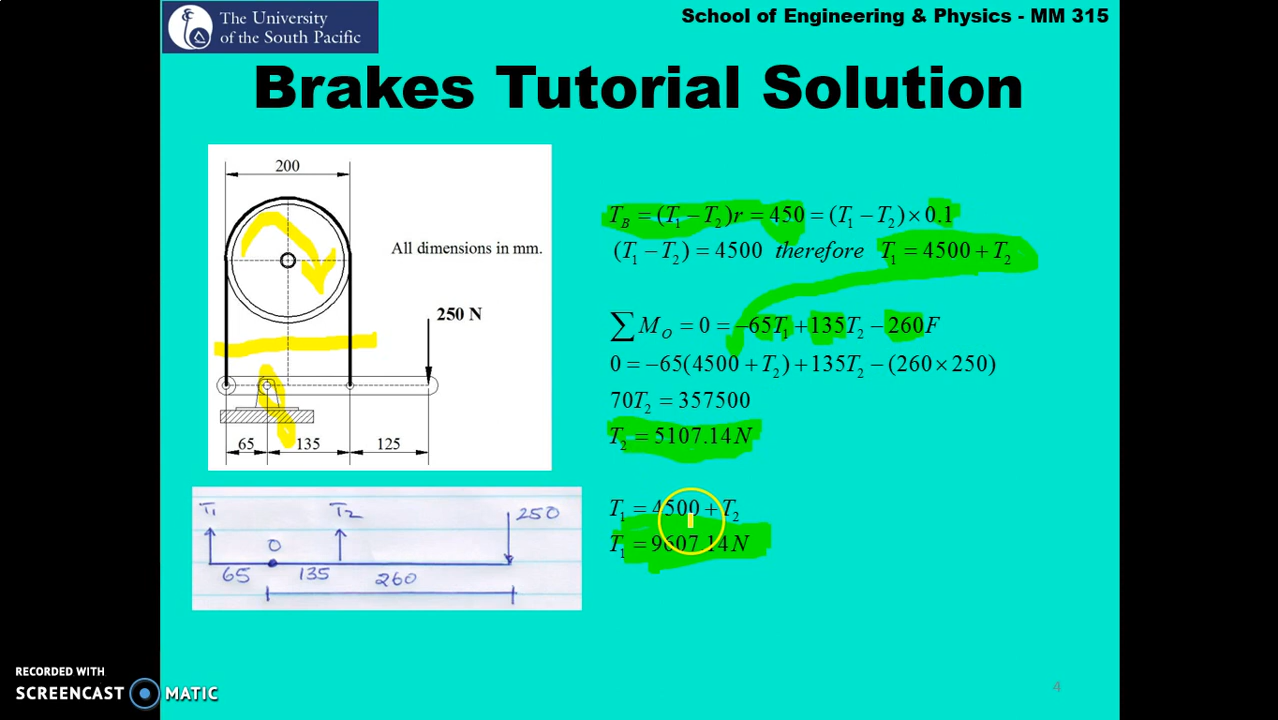 The University
of the South Pacific
School of Engineering & Physics - MM 315
Brakes Tutorial Solution
200
All dimensions in mm.
250 N
65 135 125
T₁ T₂ 250
O
65 135 260
T_B = (T₁ − T₂)r = 450 = (T₁ − T₂) × 0.1
(T₁ − T₂) = 4500 therefore T₁ = 4500 + T₂
∑ M_O = 0 = −65T₁ + 135T₂ − 260F
0 = −65(4500 + T₂) + 135T₂ − (260 × 250)
70T₂ = 357500
T₂ = 5107.14N
T₁ = 4500 + T₂
T₁ = 9607.14N
4
RECORDED WITH
SCREENCAST MATIC